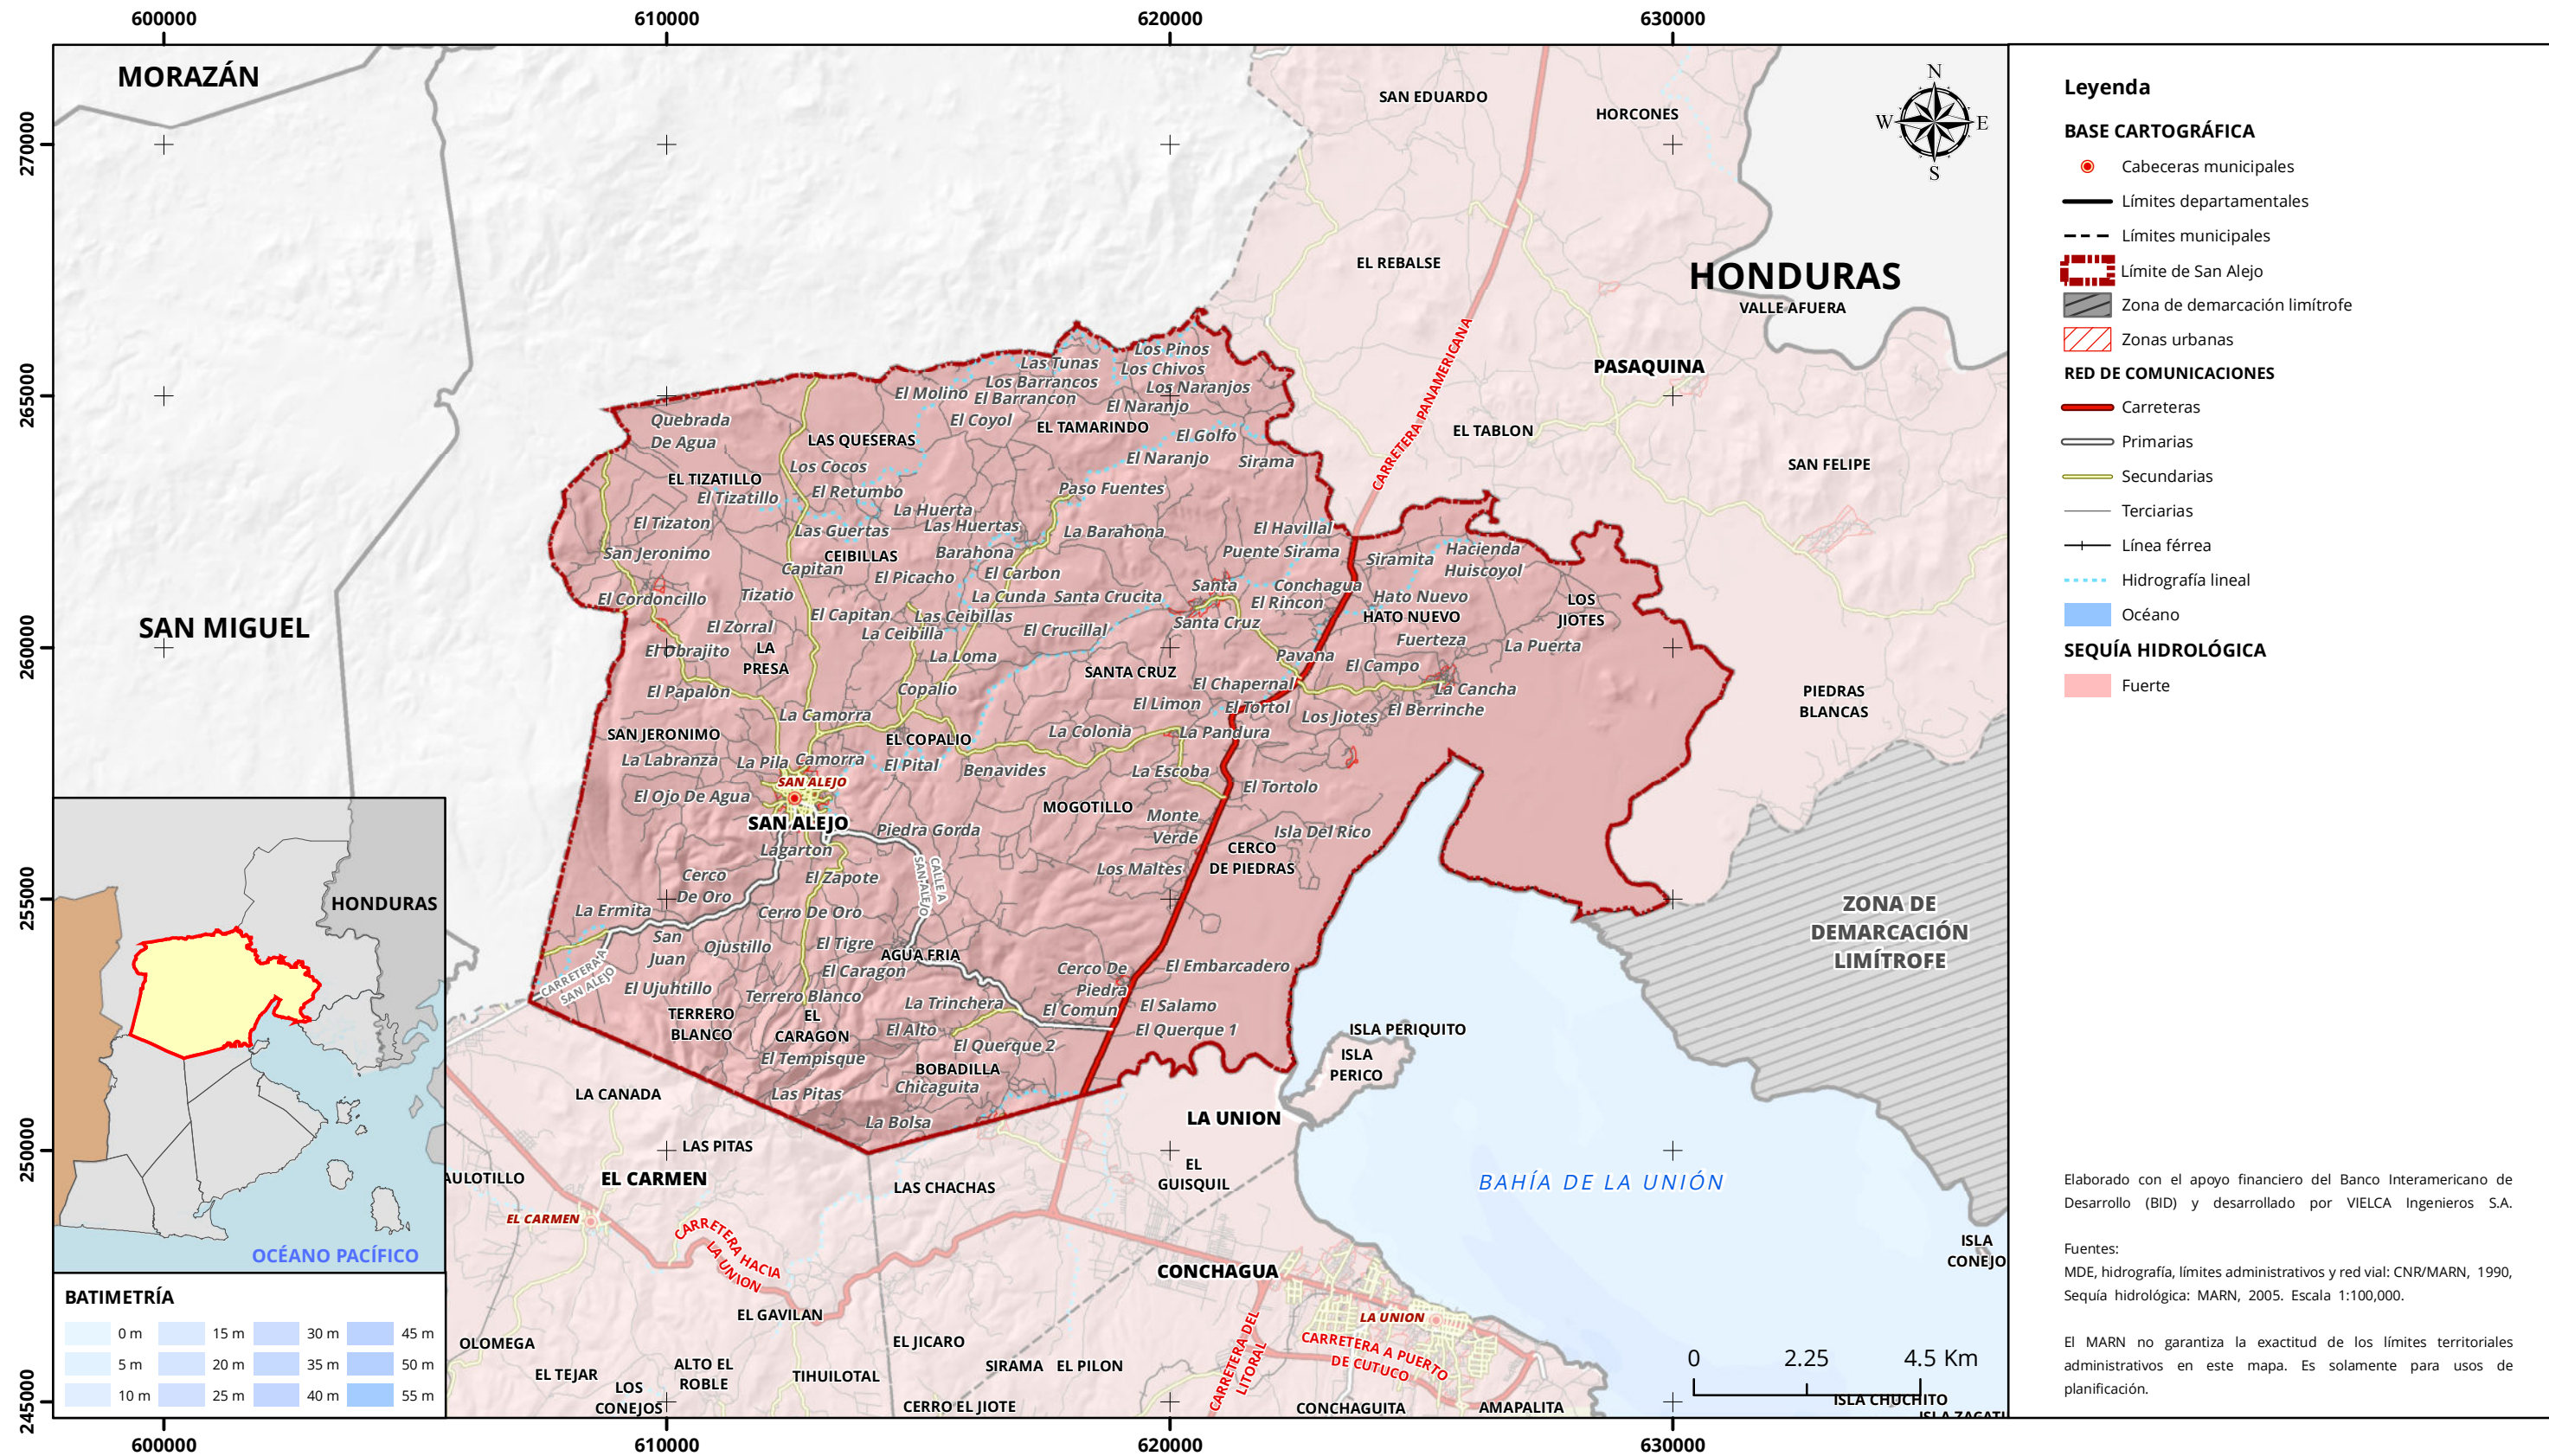 600000
610000
620000
630000
270000
265000
260000
255000
250000
245000
600000
610000
620000
630000
MORAZÁN
SAN MIGUEL
HONDURAS
VALLE AFUERA
SAN EDUARDO
HORCONES
EL REBALSE
PASAQUINA
EL TABLON
SAN FELIPE
PIEDRAS
BLANCAS
CARRETERA PANAMERICANA
N
W
E
S
Los Pinos
Las Tunas
Los Chivos
Los Barrancos
Los Naranjos
El Molino
El Barrancon
El Naranjo
Quebrada
De Agua
El Coyol
EL TAMARINDO
El Golfo
LAS QUESERAS
Los Cocos
El Naranjo
Sirama
EL TIZATILLO
El Tizatillo
El Retumbo
Paso Fuentes
La Huerta
El Tizaton
Las Guertas
Las Huertas
La Barahona
El Havillal
San Jeronimo
CEIBILLAS
Barahona
Puente Sirama
Siramita
Hacienda
Huiscoyol
Capitan
El Picacho
El Carbon
Santa
Conchagua
El Cordoncillo
Tizatio
La Cunda
Santa Crucita
El Rincon
Hato Nuevo
LOS
JIOTES
El Capitan
Las Ceibillas
HATO NUEVO
El Zorral
La Ceibilla
El Crucillal
Santa Cruz
El Obrajito
LA
PRESA
La Loma
Pavana
Fuerteza
La Puerta
SANTA CRUZ
El Campo
El Papalon
Copalio
El Chapernal
La Cancha
El Limon
El Tortol
Los Jiotes
El Berrinche
La Camorra
SAN JERONIMO
EL COPALIO
La Colonia
La Pandura
La Labranza
La Pila
Camorra
El Pital
Benavides
La Escoba
SAN ALEJO
El Ojo De Agua
El Tortolo
SAN ALEJO
MOGOTILLO
Monte
Verde
Isla Del Rico
Piedra Gorda
Lagarton
CERCO
DE PIEDRAS
Los Maltes
CALLE A
SAN ALEJO
Cerco
De Oro
El Zapote
La Ermita
Cerro De Oro
San
Juan
Ojustillo
El Tigre
AGUA FRIA
Cerco De
Piedra
El Embarcadero
CARRETERA A
SAN ALEJO
El Caragon
El Ujuhtillo
Terrero Blanco
La Trinchera
El Comun
El Salamo
TERRERO
BLANCO
EL
CARAGON
El Alto
El Querque 1
El Querque 2
El Tempisque
BOBADILLA
Chicaguita
Las Pitas
La Bolsa
ZONA DE
DEMARCACIÓN
LIMÍTROFE
ISLA PERIQUITO
ISLA
PERICO
LA UNION
LA CANADA
LAS PITAS
EL CARMEN
AULOTILLO
EL
GUISQUIL
LAS CHACHAS
BAHÍA DE LA UNIÓN
EL CARMEN
CARRETERA HACIA
LA UNION
CONCHAGUA
ISLA
CONEJO
EL GAVILAN
OLOMEGA
EL JICARO
LA UNION
EL TEJAR
ALTO EL
ROBLE
TIHUILOTAL
SIRAMA
EL PILON
CARRETERA DEL
LITORAL
CARRETERA A PUERTO
DE CUTUCO
LOS
CONEJOS
CERRO EL JIOTE
CONCHAGUITA
AMAPALITA
ISLA CHUCHITO
0
2.25
4.5 Km
HONDURAS
OCÉANO PACÍFICO
BATIMETRÍA
0 m
15 m
30 m
45 m
5 m
20 m
35 m
50 m
10 m
25 m
40 m
55 m
Leyenda
BASE CARTOGRÁFICA
Cabeceras municipales
Límites departamentales
Límites municipales
Límite de San Alejo
Zona de demarcación limítrofe
Zonas urbanas
RED DE COMUNICACIONES
Carreteras
Primarias
Secundarias
Terciarias
Línea férrea
Hidrografía lineal
Océano
SEQUÍA HIDROLÓGICA
Fuerte
Elaborado con el apoyo financiero del Banco Interamericano de
Desarrollo (BID) y desarrollado por VIELCA Ingenieros S.A.
Fuentes:
MDE, hidrografía, límites administrativos y red vial: CNR/MARN, 1990,
Sequía hidrológica: MARN, 2005. Escala 1:100,000.
El MARN no garantiza la exactitud de los límites territoriales
administrativos en este mapa. Es solamente para usos de
planificación.